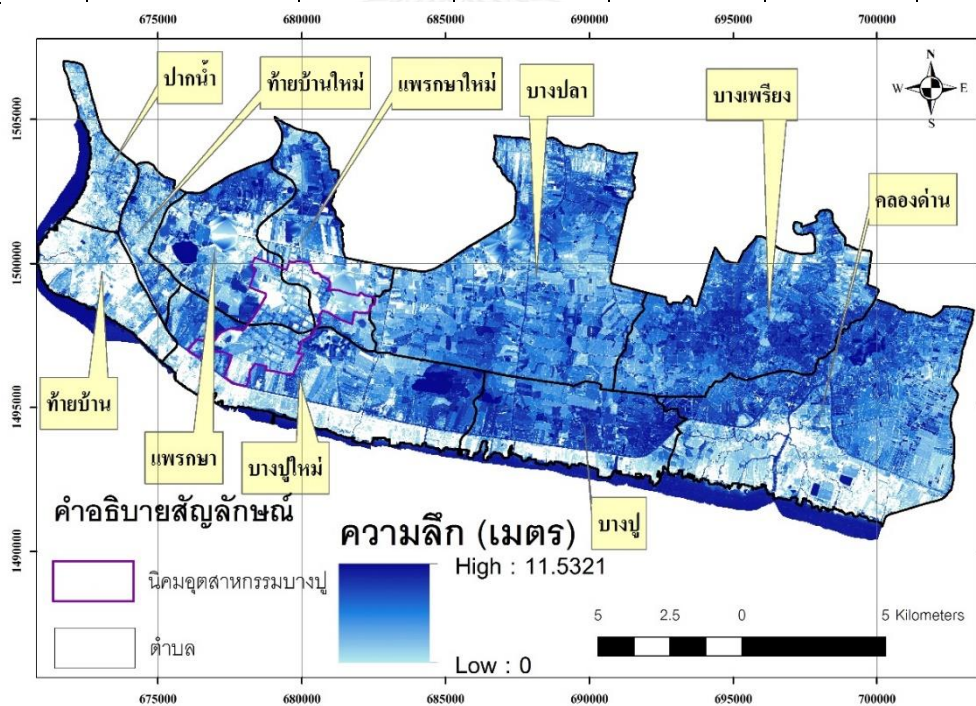 675000 680000 685000 690000 695000 700000
ปากน้ำ
ท้ายบ้านใหม่
แพรกษาใหม่
บางปลา
บางเพรียง
N
W E
S
1505000 1505000
คลองด่าน
1500000 1500000
ท้ายบ้าน
1495000 1495000
แพรกษา
บางปูใหม่
บางปู
คำอธิบายสัญลักษณ์
ความลึก (เมตร)
1490000 1490000
High : 11.5321
นิคมอุตสาหกรรมบางปู
5 2.5 0 5 Kilometers
ตำบล
Low : 0
675000 680000 685000 690000 695000 700000